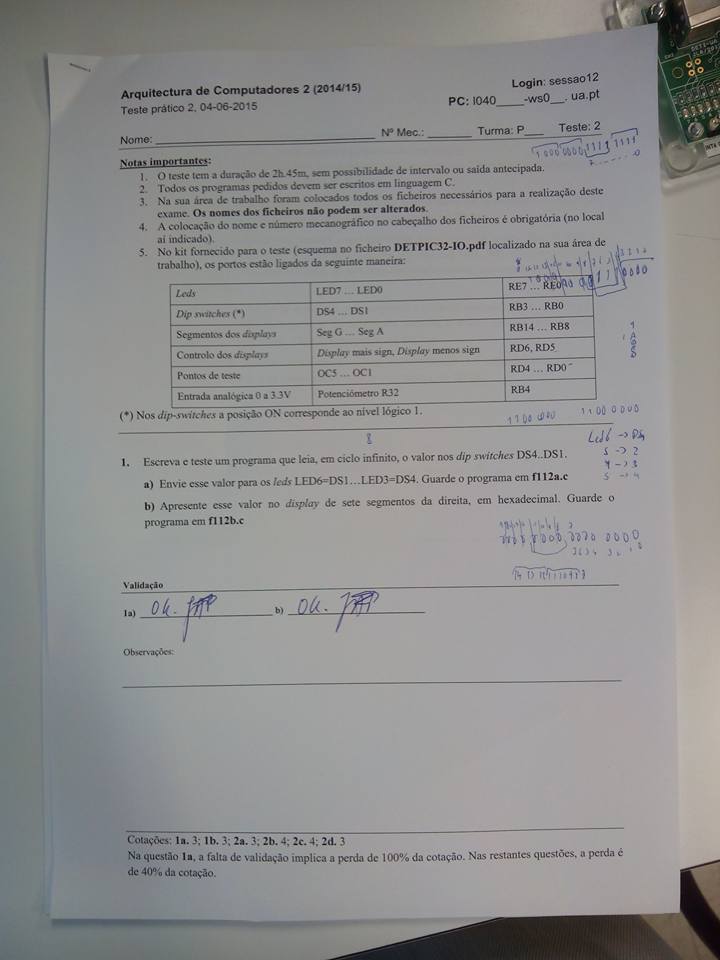 Arquitectura de Computadores 2 (2014/15)
Login: sessao12
Teste prático 2, 04-06-2015
PC: l040_____-ws0__. ua.pt
Nome: ______ Nº Mec.: ______ Turma: P___ Teste: 2
1000 0000 1111 1111
Notas importantes:
1. O teste tem a duração de 2h.45m, sem possibilidade de intervalo ou saída antecipada.
2. Todos os programas pedidos devem ser escritos em linguagem C.
3. Na sua área de trabalho foram colocados todos os ficheiros necessários para a realização deste
exame. Os nomes dos ficheiros não podem ser alterados.
4. A colocação do nome e número mecanográfico no cabeçalho dos ficheiros é obrigatória (no local
aí indicado).
5. No kit fornecido para o teste (esquema no ficheiro DETPIC32-IO.pdf localizado na sua área de
trabalho), os portos estão ligados da seguinte maneira:
Leds LED7 ... LED0 RE7 ... RE0
Dip switches (*) DS4 ... DS1 RB3 ... RB0
Segmentos dos displays Seg G ... Seg A RB14 ... RB8
Controlo dos displays Display mais sign, Display menos sign RD6, RD5
Pontos de teste OC5 ... OC1 RD4 ... RD0
Entrada analógica 0 a 3.3V Potenciómetro R32 RB4
(*) Nos dip-switches a posição ON corresponde ao nível lógico 1.
1100 000 1100 0000
8
1. Escreva e teste um programa que leia, em ciclo infinito, o valor nos dip switches DS4..DS1.
a) Envie esse valor para os leds LED6=DS1...LED3=DS4. Guarde o programa em f112a.c
b) Apresente esse valor no display de sete segmentos da direita, em hexadecimal. Guarde o
programa em f112b.c
Validação
1a) OK. b) OK.
Observações:
Cotações: 1a. 3; 1b. 3; 2a. 3; 2b. 4; 2c. 4; 2d. 3
Na questão 1a, a falta de validação implica a perda de 100% da cotação. Nas restantes questões, a perda é
de 40% da cotação.